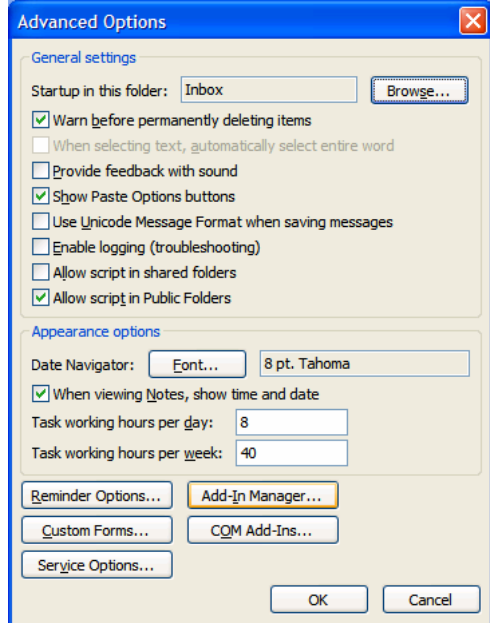 Advanced Options
General settings
Startup in this folder: Inbox Browse...
Warn before permanently deleting items
When selecting text, automatically select entire word
Provide feedback with sound
Show Paste Options buttons
Use Unicode Message Format when saving messages
Enable logging (troubleshooting)
Allow script in shared folders
Allow script in Public Folders
Appearance options
Date Navigator: Font... 8 pt. Tahoma
When viewing Notes, show time and date
Task working hours per day: 8
Task working hours per week: 40
Reminder Options... Add-In Manager...
Custom Forms... COM Add-Ins...
Service Options...
OK Cancel